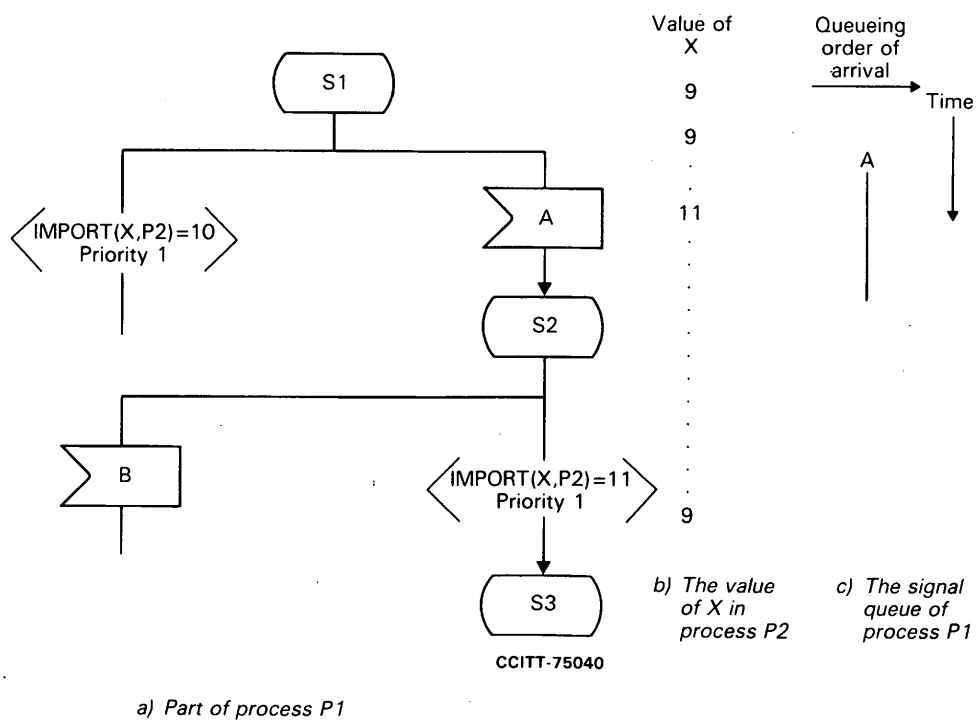 S1
IMPORT(X,P2)=10
Priority 1
A
S2
B
IMPORT(X,P2)=11
Priority 1
S3
CCITT-75040
a) Part of process P1
Value of
X
9
9
11
9
b) The value
of X in
process P2
Queueing
order of
arrival
Time
A
c) The signal
queue of
process P1